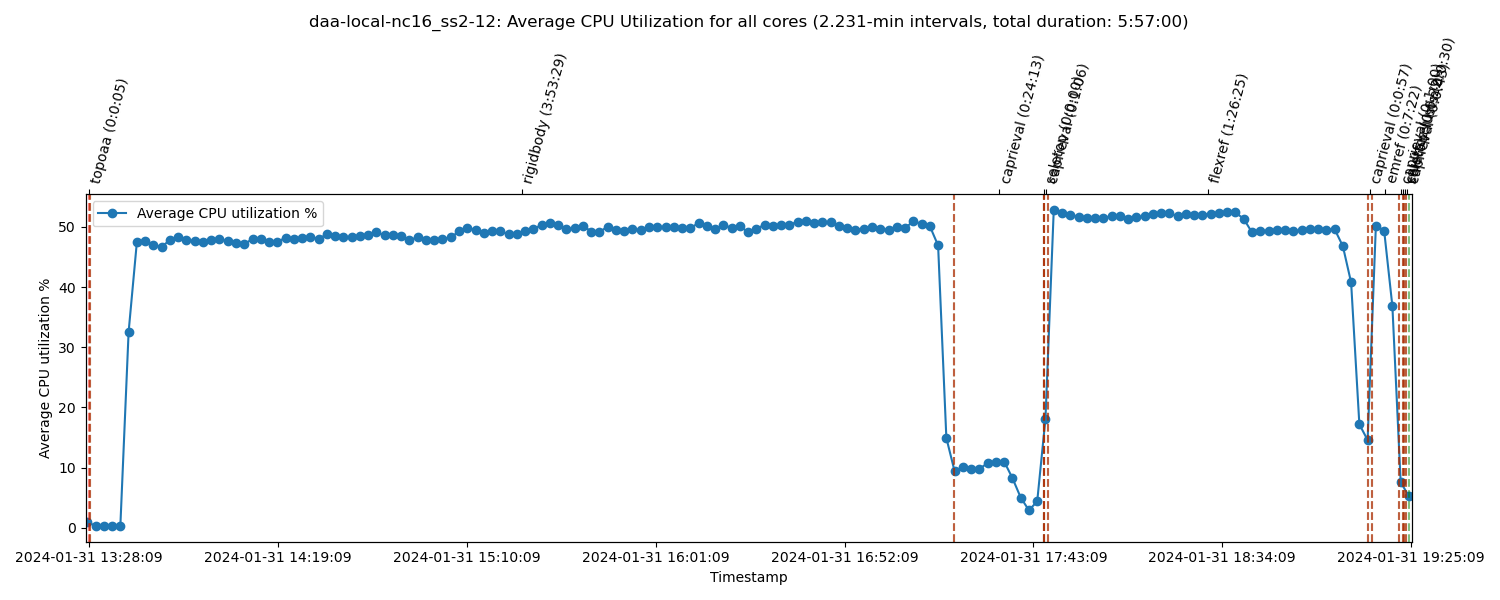 daa-local-nc16_ss2-12: Average CPU Utilization for all cores (2.231-min intervals, total duration: 5:57:00)
topoaa (0:0:05)
rigidbody (3:53:29)
caprieval (0:24:13)
caprieval (0:1:06)
flexref (1:26:25)
caprieval (0:0:57)
emref (0:7:22)
Average CPU utilization %
50
40
30
20
10
0
Average CPU utilization %
2024-01-31 13:28:09
2024-01-31 14:19:09
2024-01-31 15:10:09
2024-01-31 16:01:09
2024-01-31 16:52:09
2024-01-31 17:43:09
2024-01-31 18:34:09
2024-01-31 19:25:09
Timestamp